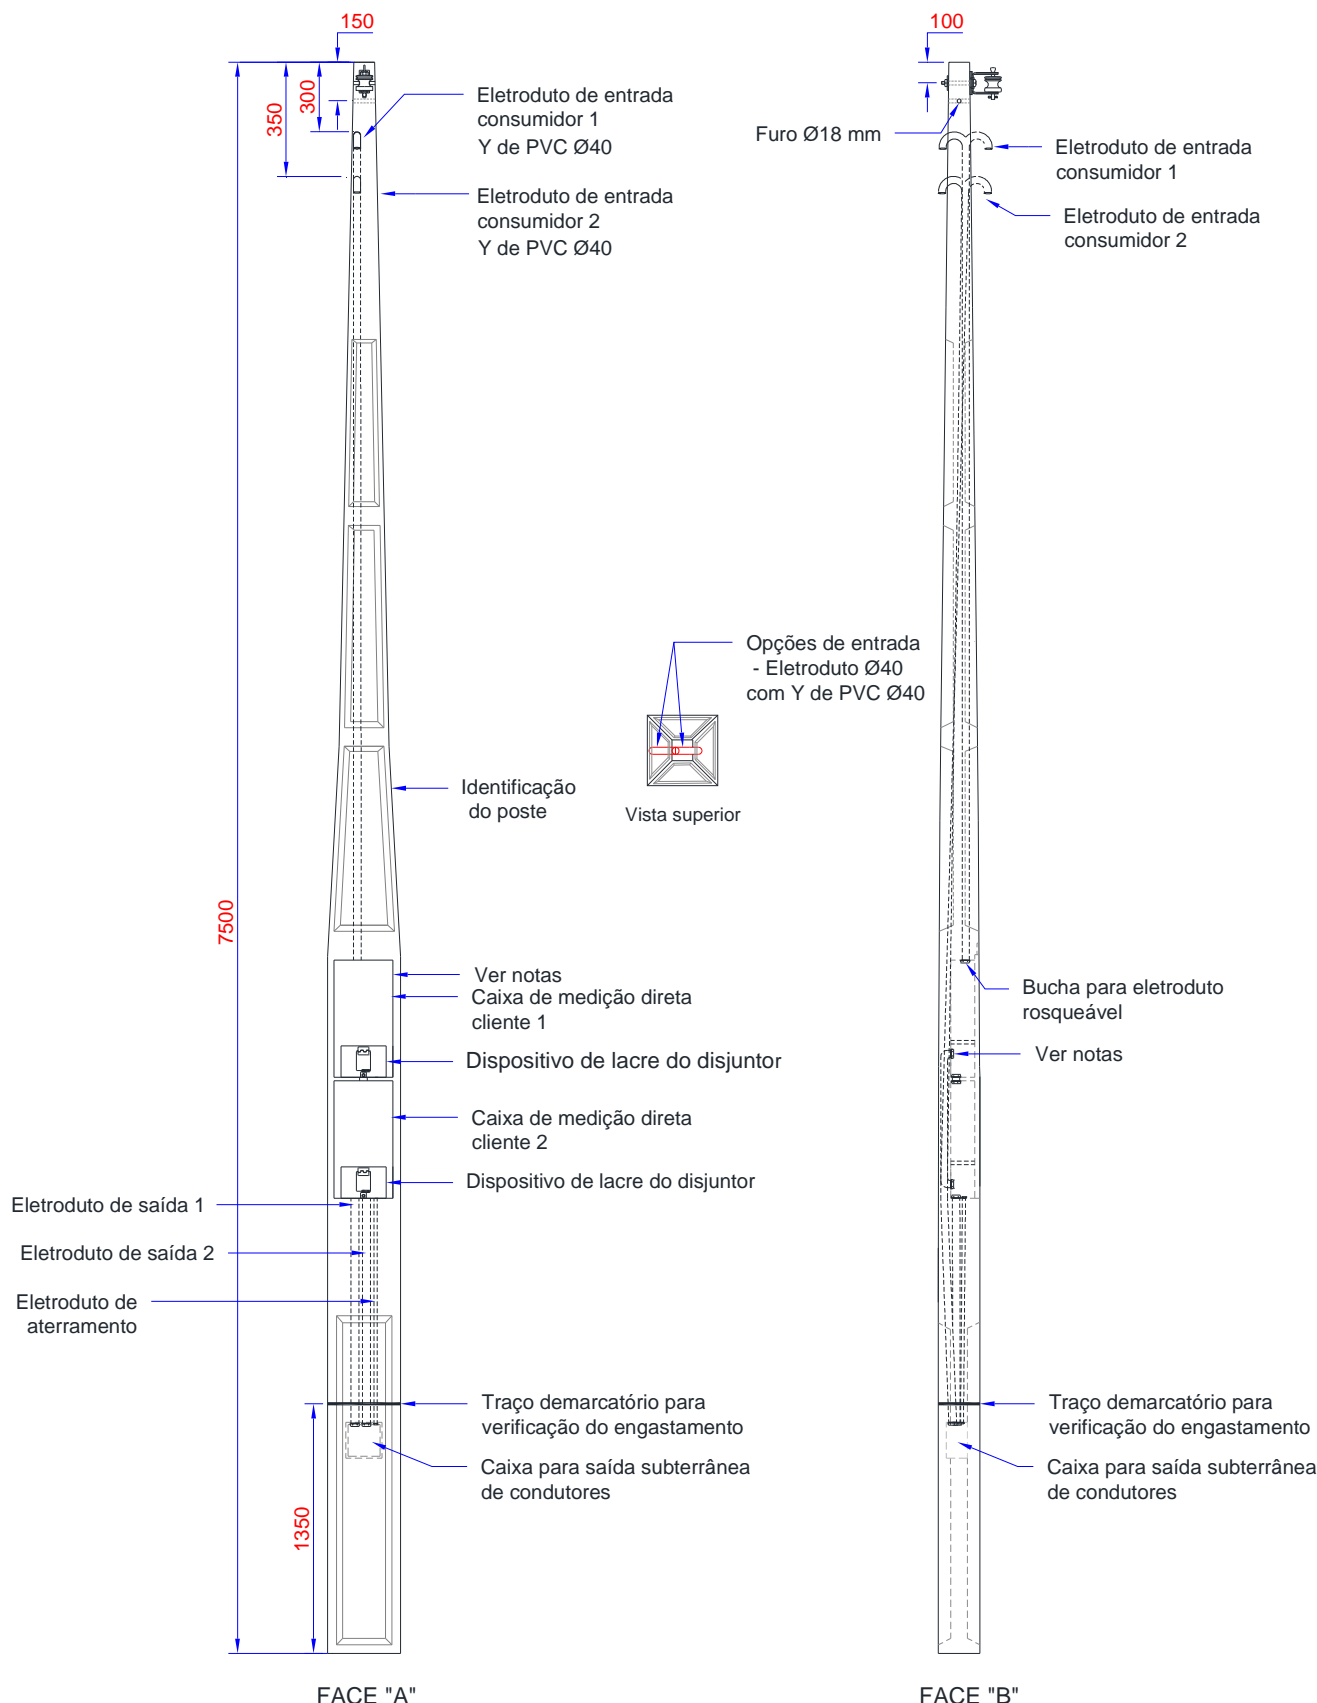 150
100
300
350
Eletroduto de entrada
consumidor 1
Y de PVC Ø40
Eletroduto de entrada
consumidor 2
Y de PVC Ø40
Furo Ø18 mm
Eletroduto de entrada
consumidor 1
Eletroduto de entrada
consumidor 2
Opções de entrada
- Eletroduto Ø40
com Y de PVC Ø40
Vista superior
Identificação
do poste
7500
Ver notas
Caixa de medição direta
cliente 1
Dispositivo de lacre do disjuntor
Caixa de medição direta
cliente 2
Dispositivo de lacre do disjuntor
Bucha para eletroduto
rosqueável
Ver notas
Eletroduto de saída 1
Eletroduto de saída 2
Eletroduto de
aterramento
Traço demarcatório para
verificação do engastamento
Caixa para saída subterrânea
de condutores
Traço demarcatório para
verificação do engastamento
Caixa para saída subterrânea
de condutores
1350
FACE "A"
FACE "B"